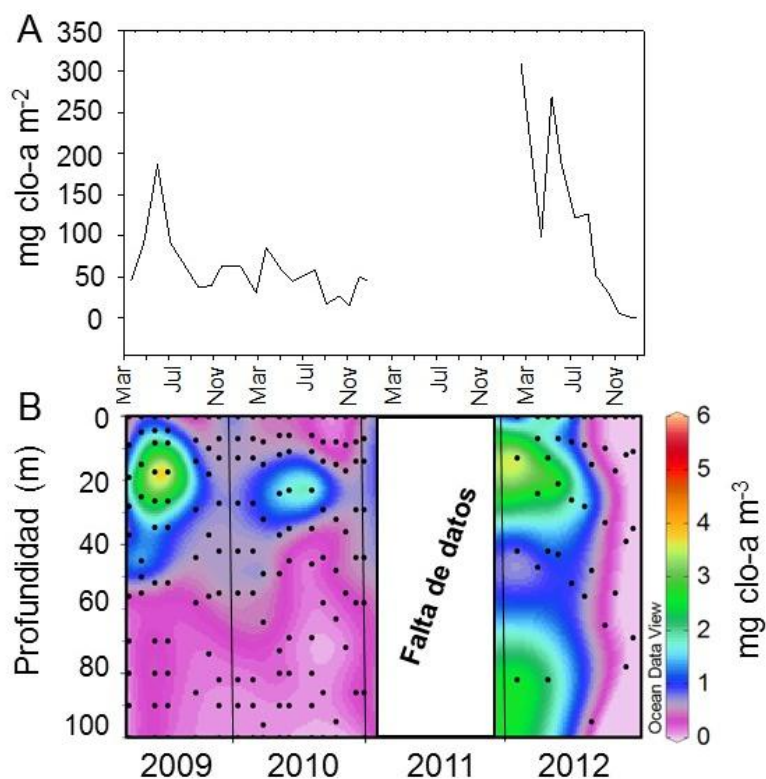 A
mg clo-a m⁻²
350
300
250
200
150
100
50
0
Mar Jul Nov Mar Jul Nov Mar Jul Nov Mar Jul Nov
B
Profundidad (m)
0
20
40
60
80
100
Falta de datos
Ocean Data View
6
5
4
3
2
1
0
mg clo-a m⁻³
2009 2010 2011 2012